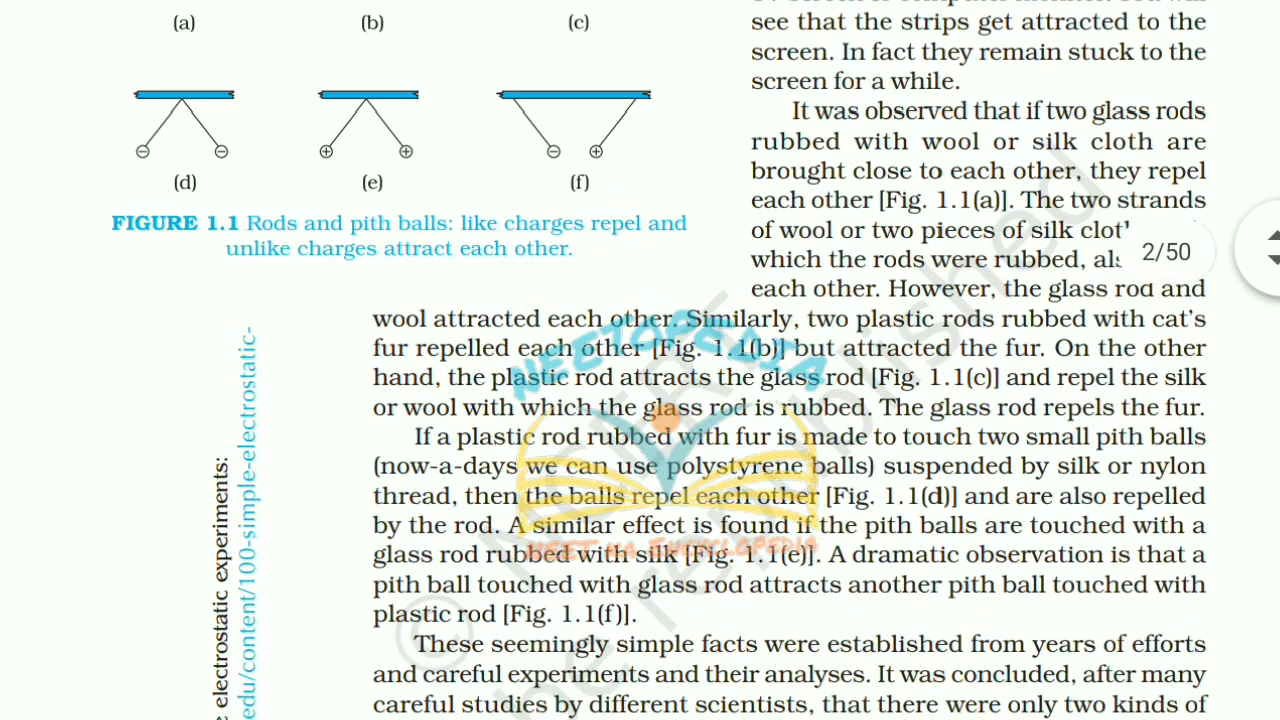 (a) (b) (c)
(d) (e) (f)
FIGURE 1.1 Rods and pith balls: like charges repel and
unlike charges attract each other.
see that the strips get attracted to the
screen. In fact they remain stuck to the
screen for a while.
It was observed that if two glass rods
rubbed with wool or silk cloth are
brought close to each other, they repel
each other [Fig. 1.1(a)]. The two strands
of wool or two pieces of silk
which the rods were rubbed,
each other. However, the glass rod and
2/50
wool attracted each other. Similarly, two plastic rods rubbed with cat's
fur repelled each other [Fig. 1.1(b)] but attracted the fur. On the other
hand, the plastic rod attracts the glass rod [Fig. 1.1(c)] and repel the silk
or wool with which the glass rod is rubbed. The glass rod repels the fur.
If a plastic rod rubbed with fur is made to touch two small pith balls
(now-a-days we can use polystyrene balls) suspended by silk or nylon
thread, then the balls repel each other [Fig. 1.1(d)] and are also repelled
by the rod. A similar effect is found if the pith balls are touched with a
glass rod rubbed with silk [Fig. 1.1(e)]. A dramatic observation is that a
pith ball touched with glass rod attracts another pith ball touched with
plastic rod [Fig. 1.1(f)].
These seemingly simple facts were established from years of efforts
and careful experiments and their analyses. It was concluded, after many
careful studies by different scientists, that there were only two kinds of
electrostatic experiments:
edu/content/100-simple-electrostatic-
NEETOPEDIA
NEET KA ENCYCLOPEDIA
©
be republished